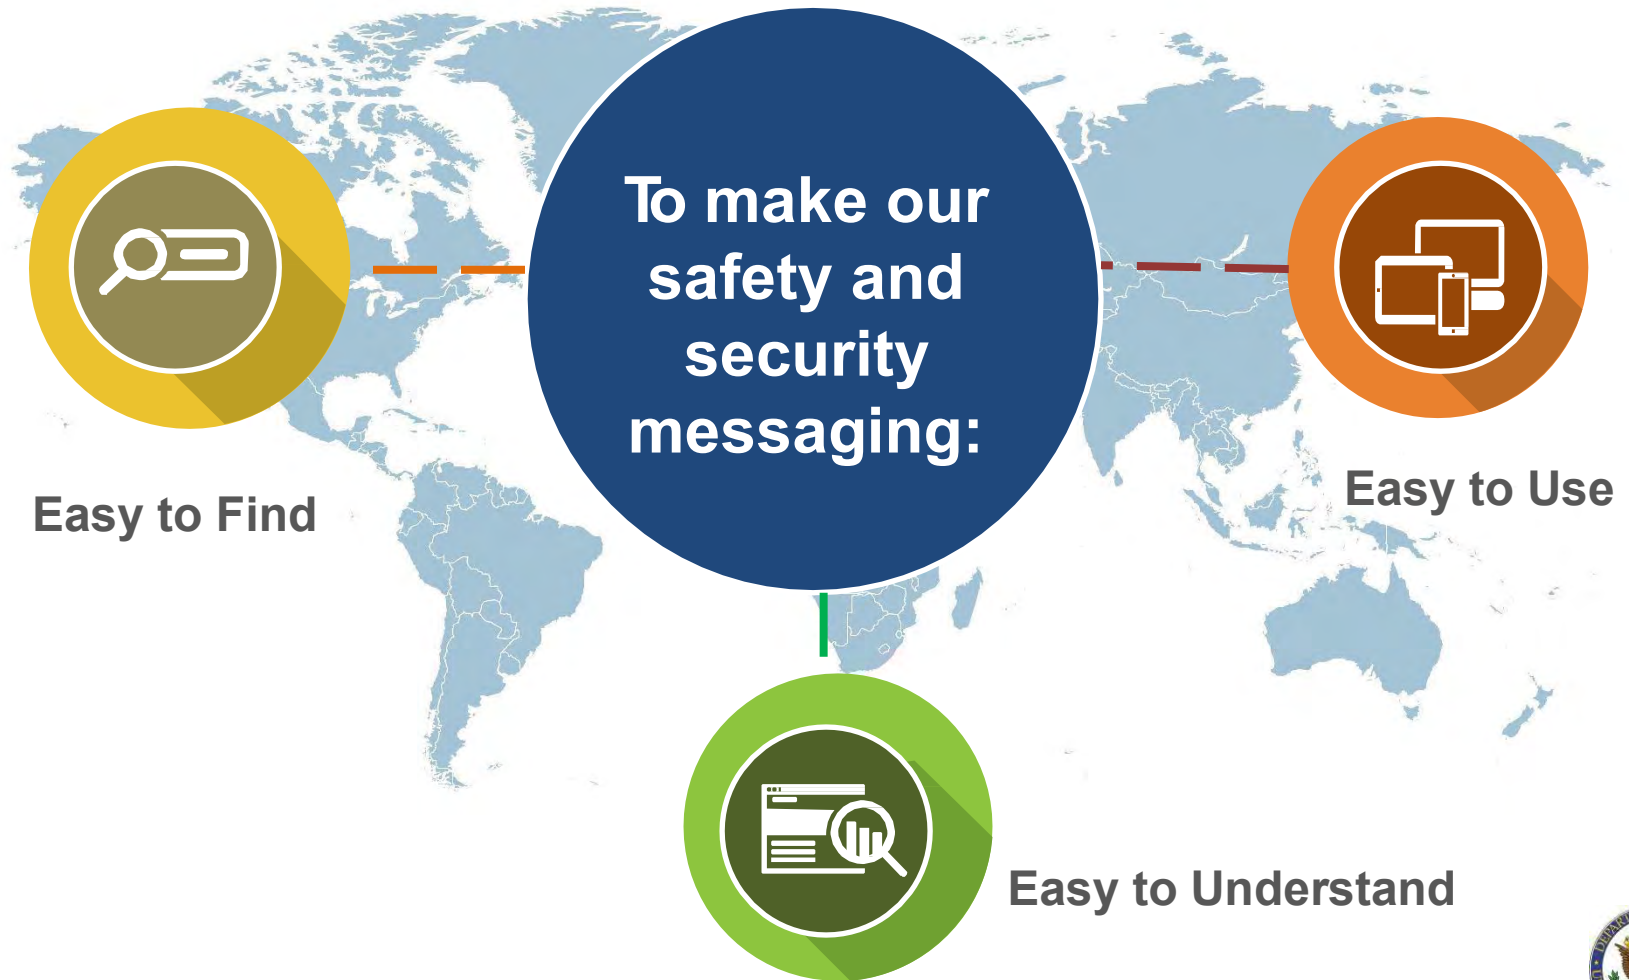 To make our
safety and
security
messaging:
Easy to Find
Easy to Use
Easy to Understand